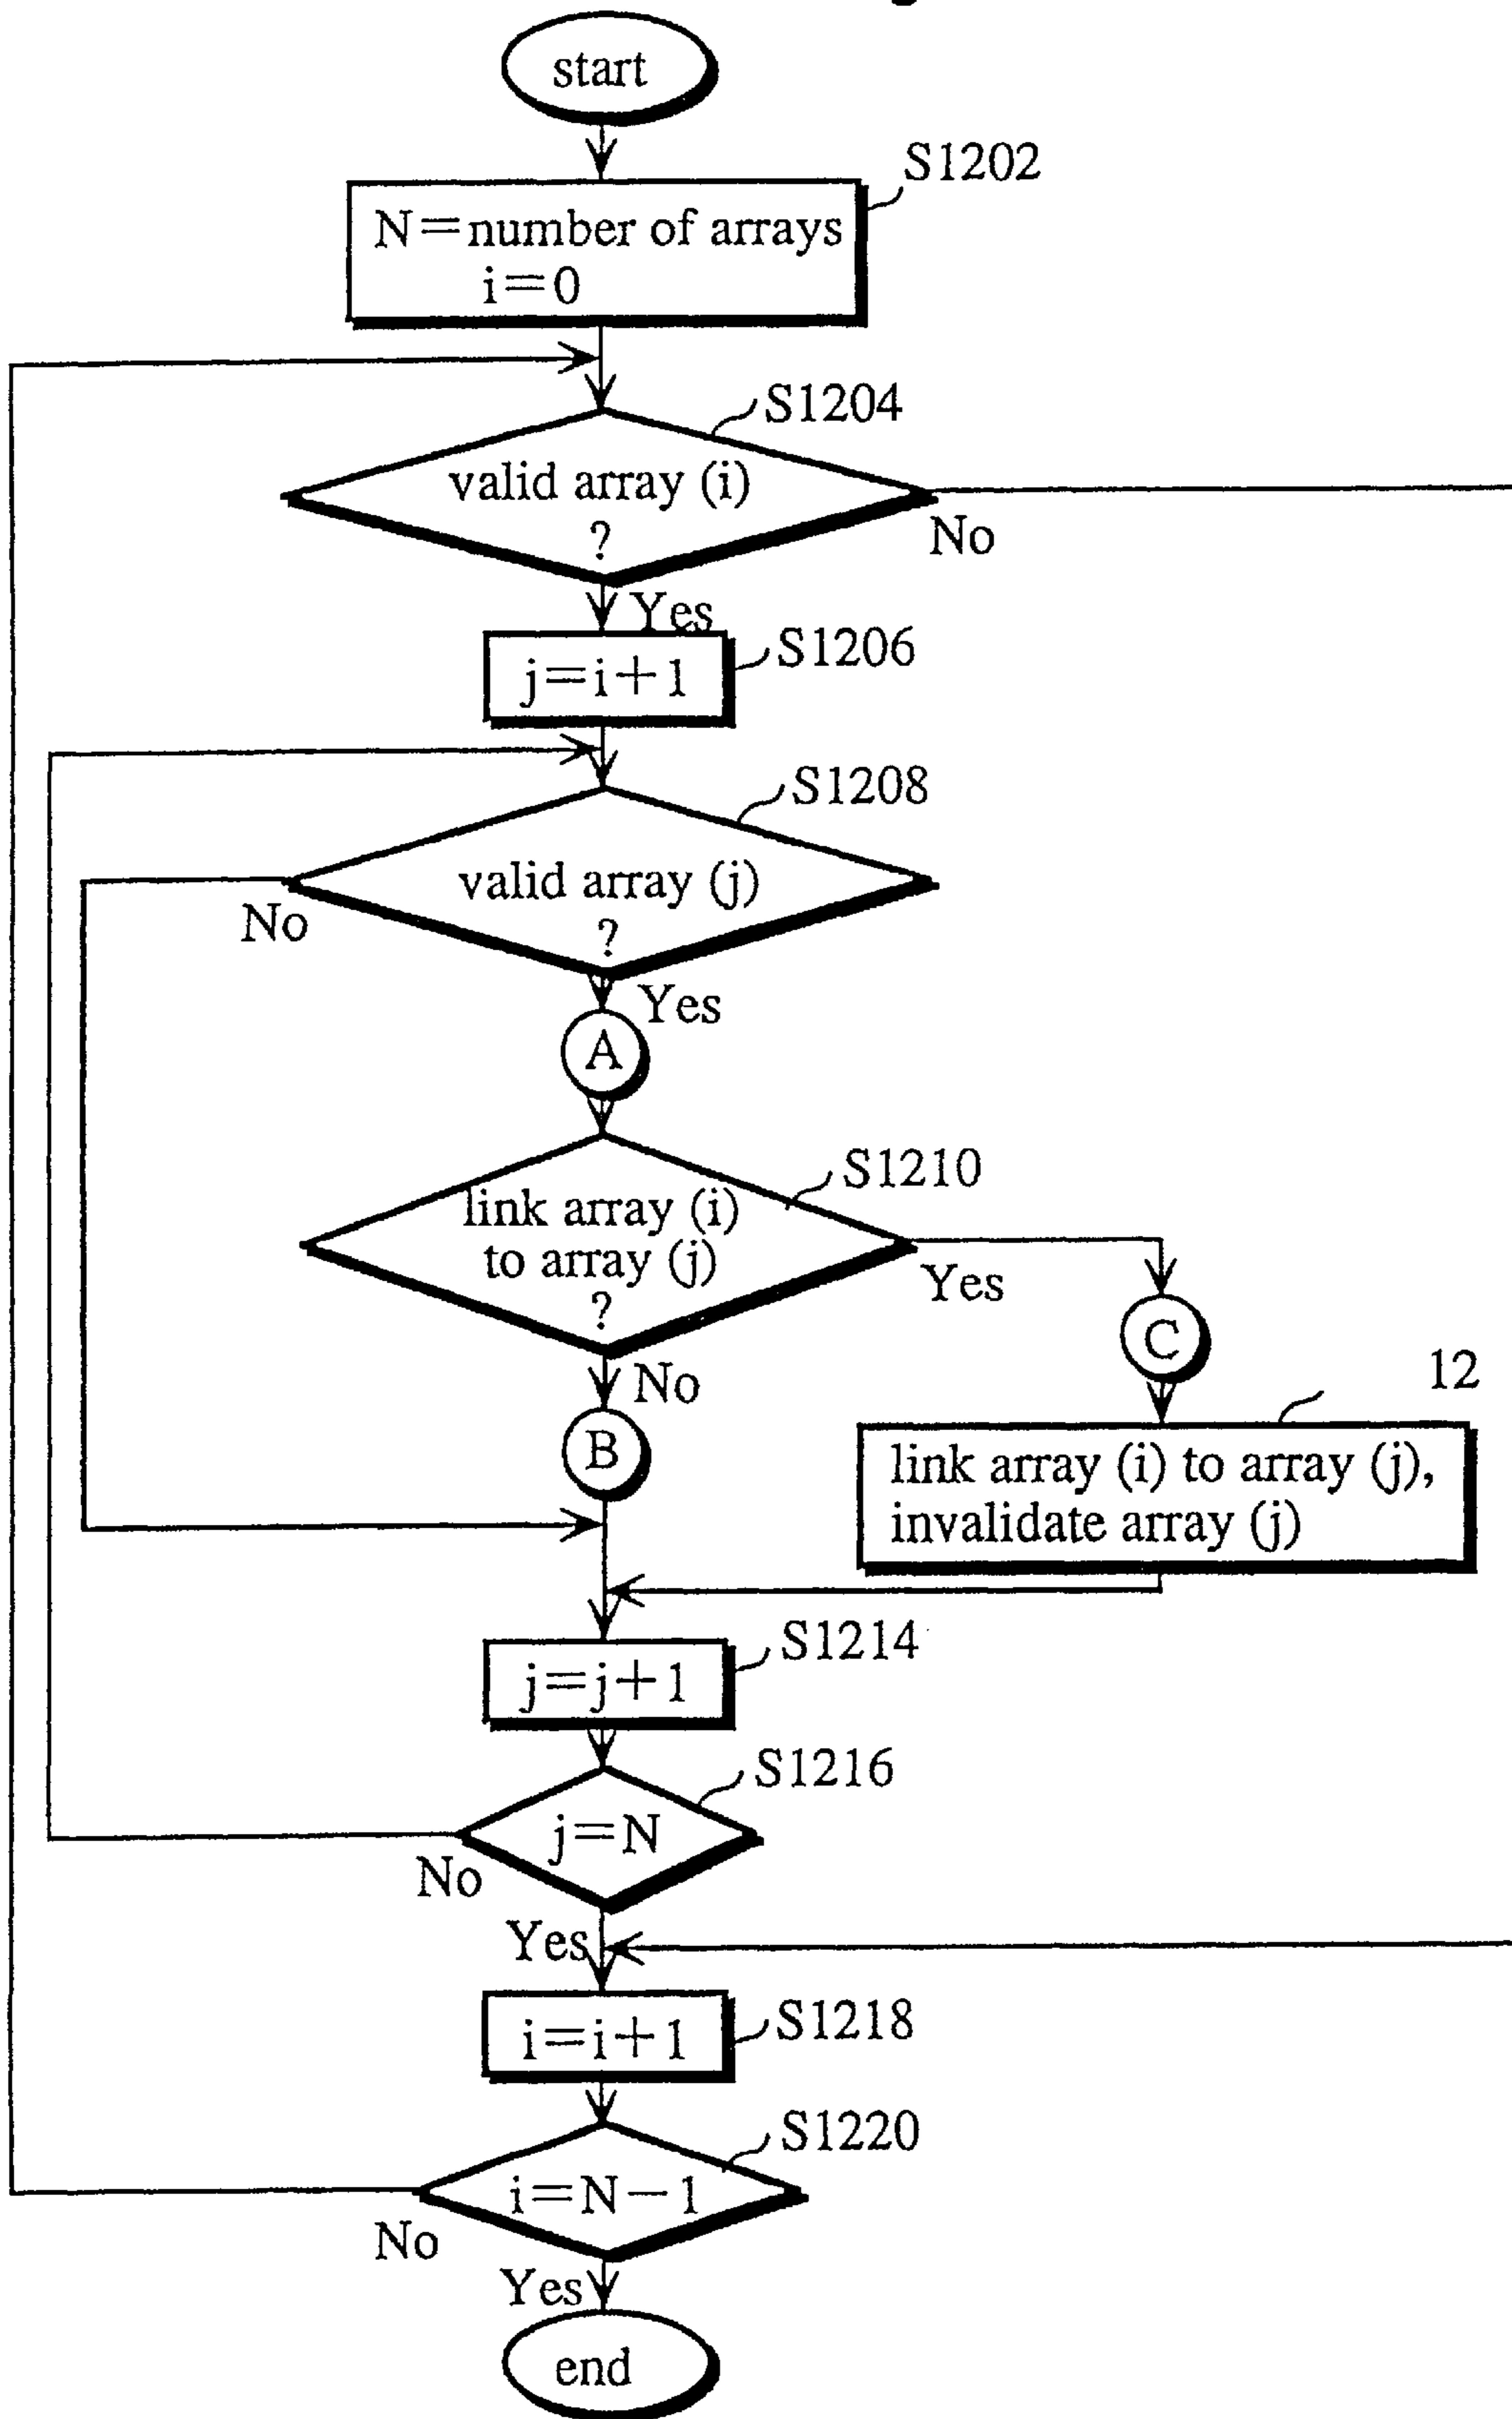 start
S1202
N=number of arrays
i=0
S1204
valid array (i)
?
No
Yes
S1206
j=i+1
S1208
valid array (j)
?
No
Yes
A
S1210
link array (i)
to array (j)
?
Yes
No
C
12
B
link array (i) to array (j),
invalidate array (j)
S1214
j=j+1
S1216
j=N
No
Yes
S1218
i=i+1
S1220
i=N-1
No
Yes
end